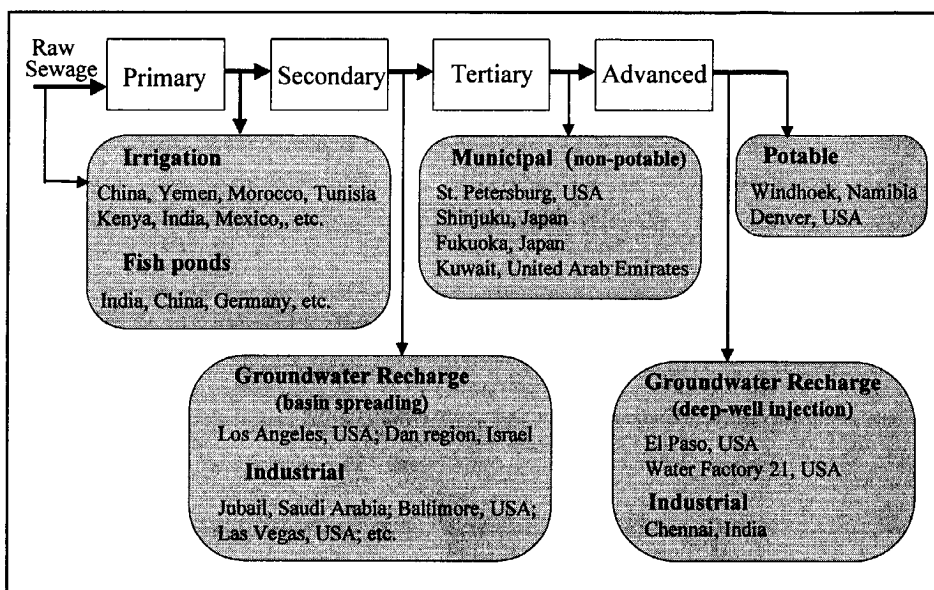 Raw
Sewage
Primary
Secondary
Tertiary
Advanced
Irrigation
China, Yemen, Morocco, Tunisia
Kenya, India, Mexico,, etc.
Fish ponds
India, China, Germany, etc.
Municipal (non-potable)
St. Petersburg, USA
Shinjuku, Japan
Fukuoka, Japan
Kuwait, United Arab Emirates
Potable
Windhoek, Namibia
Denver, USA
Groundwater Recharge
(basin spreading)
Los Angeles, USA; Dan region, Israel
Industrial
Jubail, Saudi Arabia; Baltimore, USA;
Las Vegas, USA; etc.
Groundwater Recharge
(deep-well injection)
El Paso, USA
Water Factory 21, USA
Industrial
Chennai, India